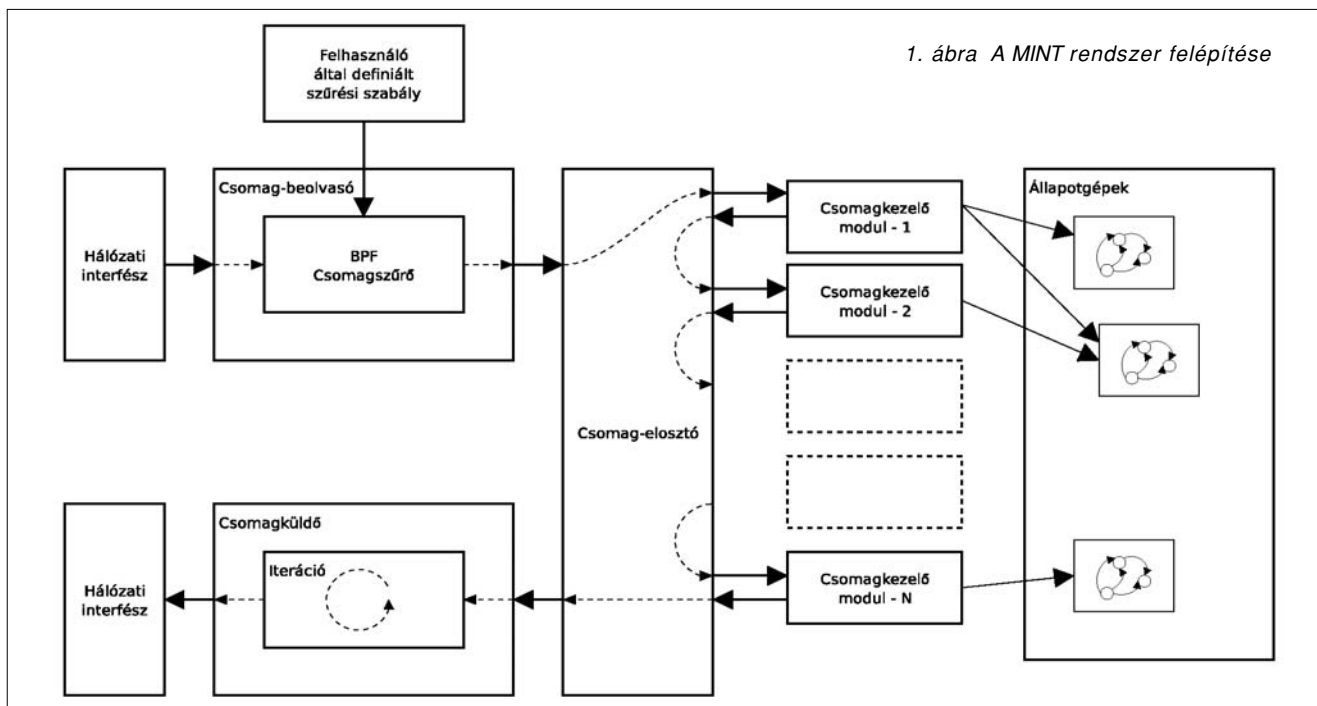 1. ábra A MINT rendszer felépítése
Felhasználó
által definiált
szűrési szabály
Hálózati
interfész
Csomag-beolvasó
BPF
Csomagszűrő
Csomag-elosztó
Csomagkezelő
modul - 1
Csomagkezelő
modul - 2
Csomagkezelő
modul - N
Állapotgépek
Hálózati
interfész
Csomagküldő
Iteráció